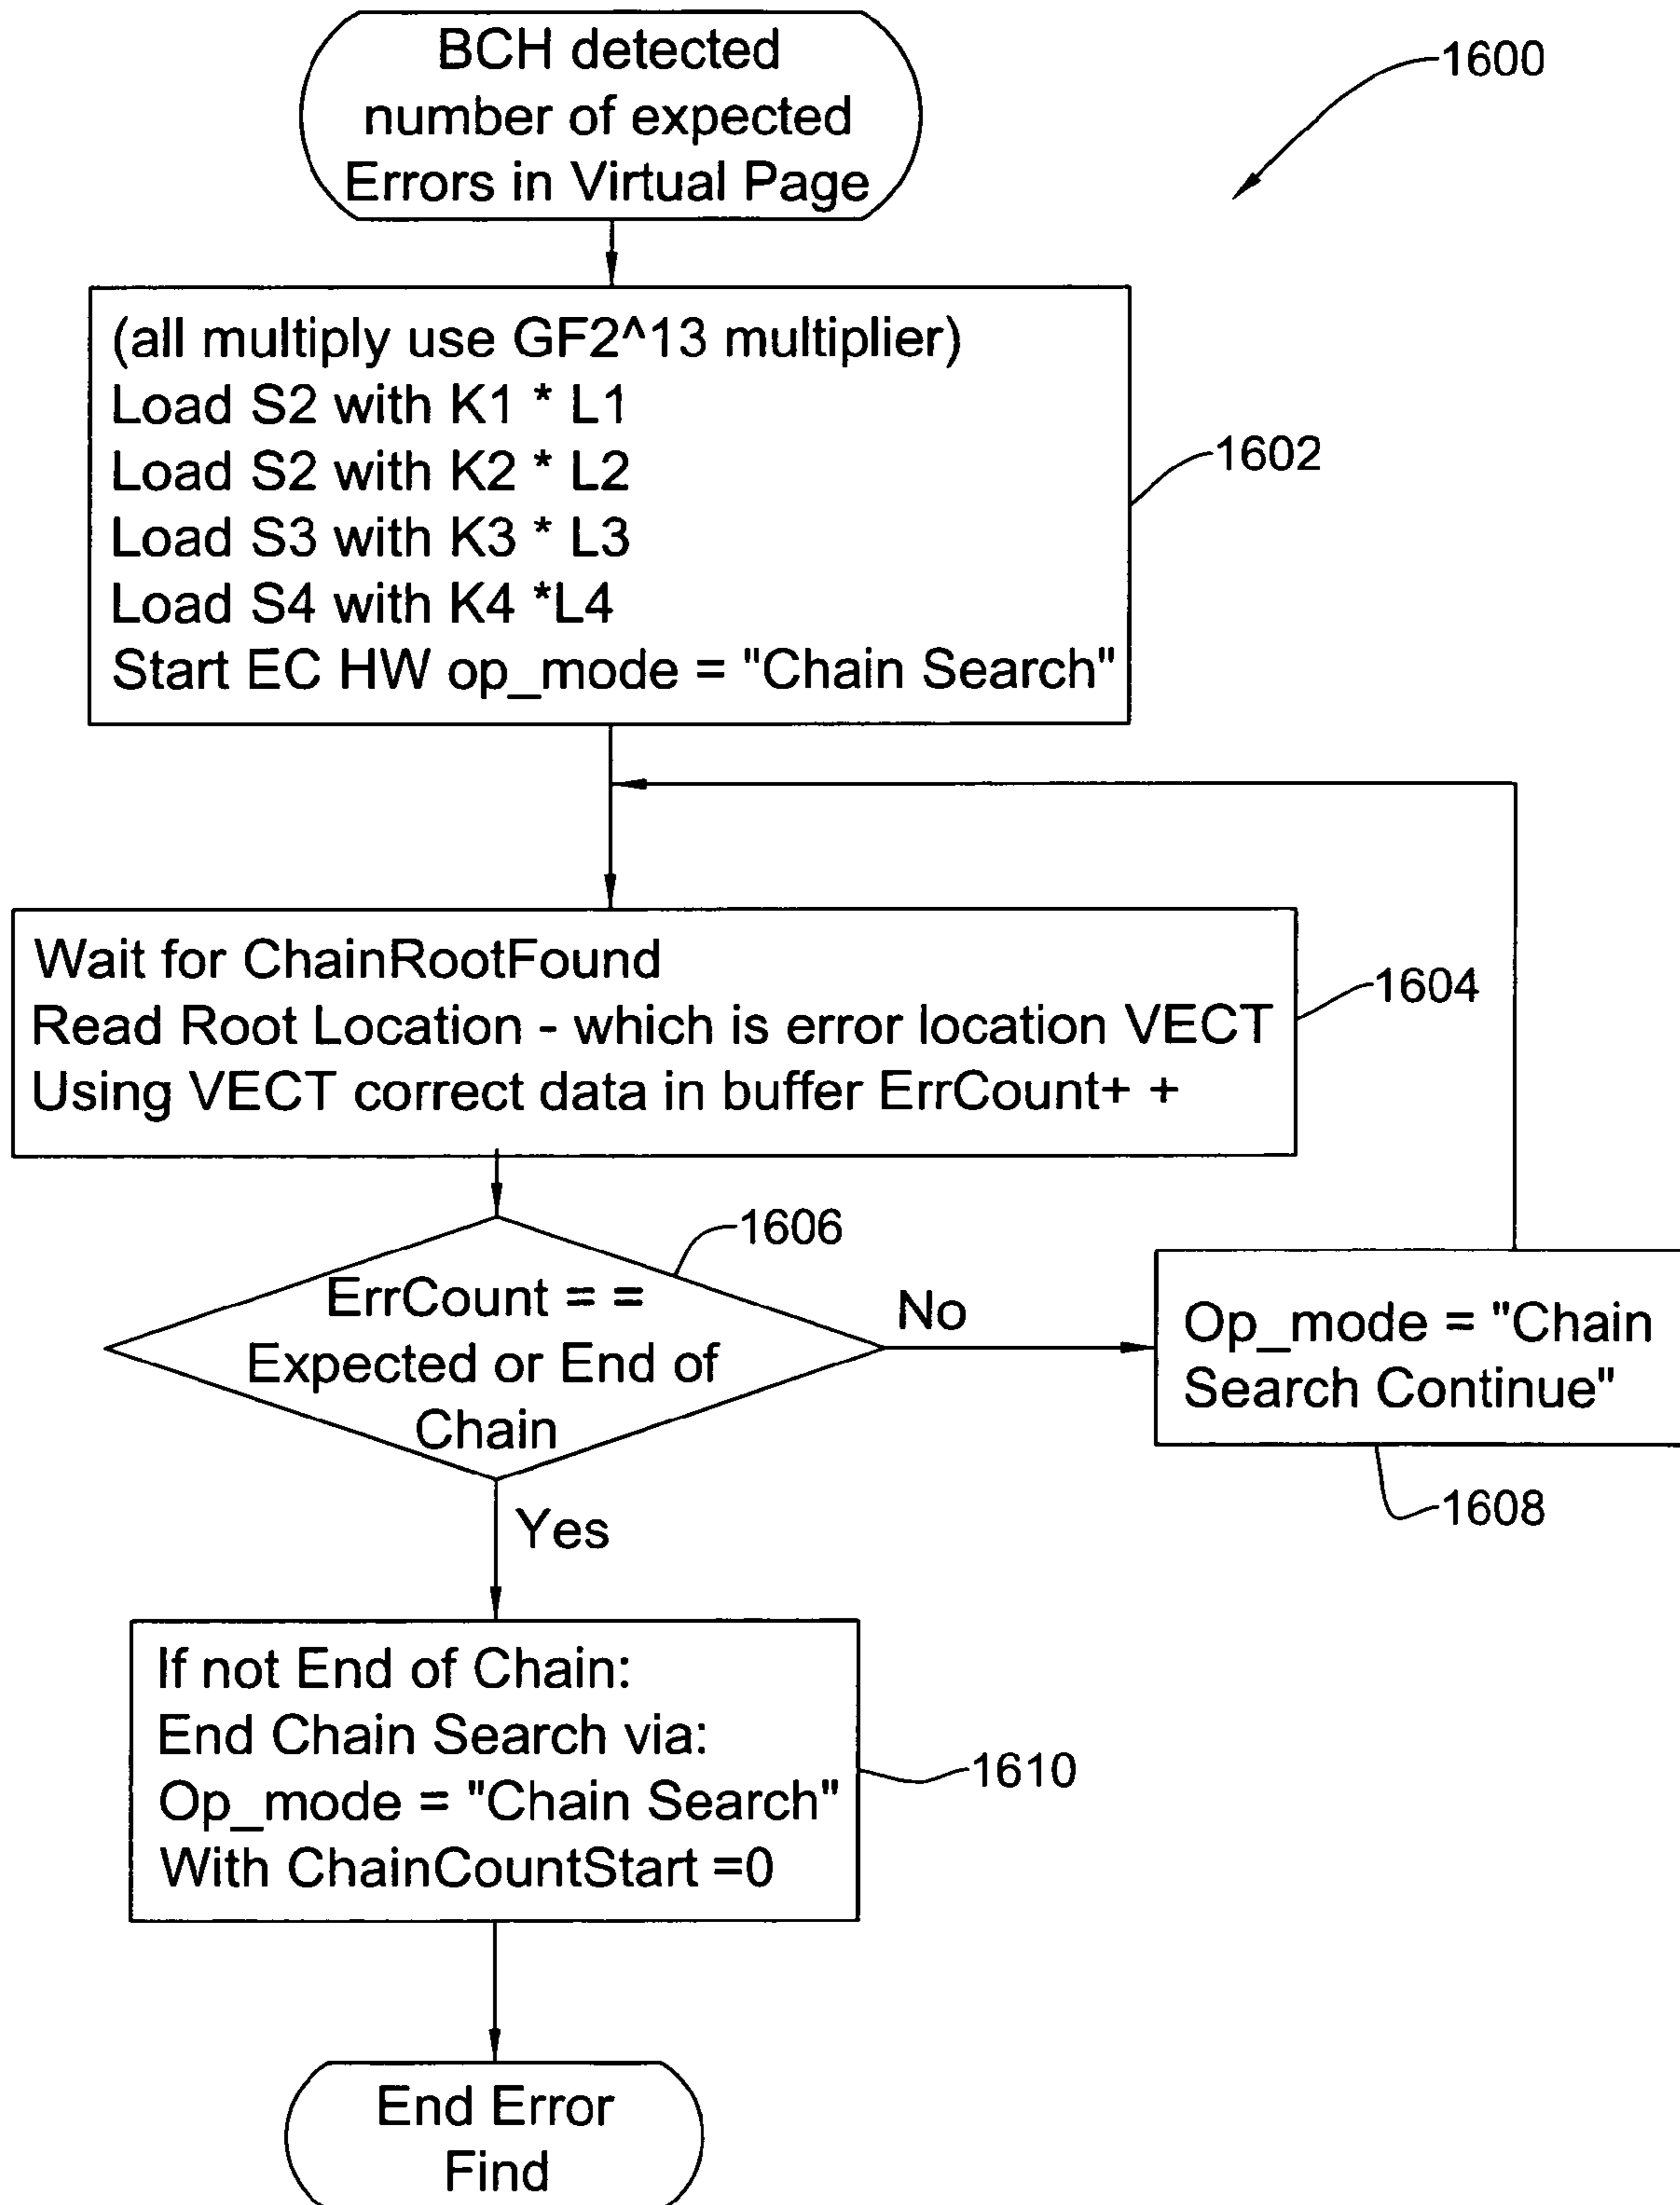 BCH detected
number of expected
Errors in Virtual Page
1600
(all multiply use GF2^13 multiplier)
Load S2 with K1 * L1
Load S2 with K2 * L2
Load S3 with K3 * L3
Load S4 with K4 *L4
Start EC HW op_mode = "Chain Search"
1602
Wait for ChainRootFound
Read Root Location - which is error location VECT
Using VECT correct data in buffer ErrCount+ +
1604
1606
ErrCount = =
Expected or End of
Chain
No
Op_mode = "Chain
Search Continue"
1608
Yes
If not End of Chain:
End Chain Search via:
Op_mode = "Chain Search"
With ChainCountStart =0
1610
End Error
Find